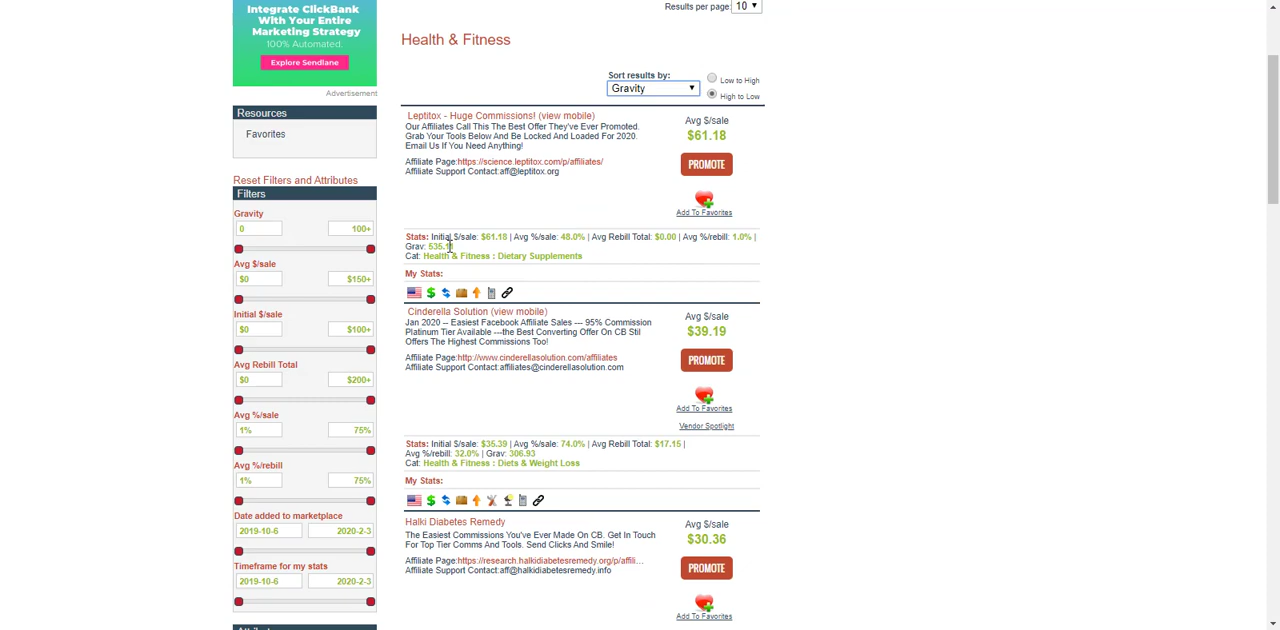 Integrate ClickBank
With Your Entire
Marketing Strategy
100% Automated.
Explore Sendlane
Advertisement
Resources
Favorites
Reset Filters and Attributes
Filters
Gravity
0 100+
Avg $/sale
$0 $150+
Initial $/sale
$0 $100+
Avg Rebill Total
$0 $200+
Avg %/sale
1% 75%
Avg %/rebill
1% 75%
Date added to marketplace
2019-10-6 2020-2-3
Timeframe for my stats
2019-10-6 2020-2-3
Results per page: 10
Health & Fitness
Sort results by:
Gravity
Low to High
High to Low
Leptitox - Huge Commissions! (view mobile)
Our Affiliates Call This The Best Offer They've Ever Promoted.
Grab Your Tools Below And Be Locked And Loaded For 2020.
Email Us If You Need Anything!
Affiliate Page:https://science.leptitox.com/p/affiliates/
Affiliate Support Contact:aff@leptitox.org
Avg $/sale
$61.18
PROMOTE
Add To Favorites
Stats: Initial $/sale: $61.18 | Avg %/sale: 48.0% | Avg Rebill Total: $0.00 | Avg %/rebill: 1.0% |
Grav:
Cat: Health & Fitness : Dietary Supplements
My Stats:
Cinderella Solution (view mobile)
Jan 2020 -- Easiest Facebook Affiliate Sales --- 95% Commission
Platinum Tier Available ---the Best Converting Offer On CB Stil
Offers The Highest Commissions Too!
Affiliate Page:http://www.cinderellasolution.com/affiliates
Affiliate Support Contact:affiliates@cinderellasolution.com
Avg $/sale
$39.19
PROMOTE
Add To Favorites
Vendor Spotlight
Stats: Initial $/sale: $35.39 | Avg %/sale: 74.0% | Avg Rebill Total: $17.15 |
Avg %/rebill: 32.0% | Grav: 306.93
Cat: Health & Fitness : Diets & Weight Loss
My Stats:
Halki Diabetes Remedy
The Easiest Commissions You've Ever Made On CB. Get In Touch
For Top Tier Comms And Tools. Send Clicks And Smile!
Affiliate Page:https://research.halkidiabetesremedy.org/p/affili...
Affiliate Support Contact:aff@halkidiabetesremedy.info
Avg $/sale
$30.36
PROMOTE
Add To Favorites